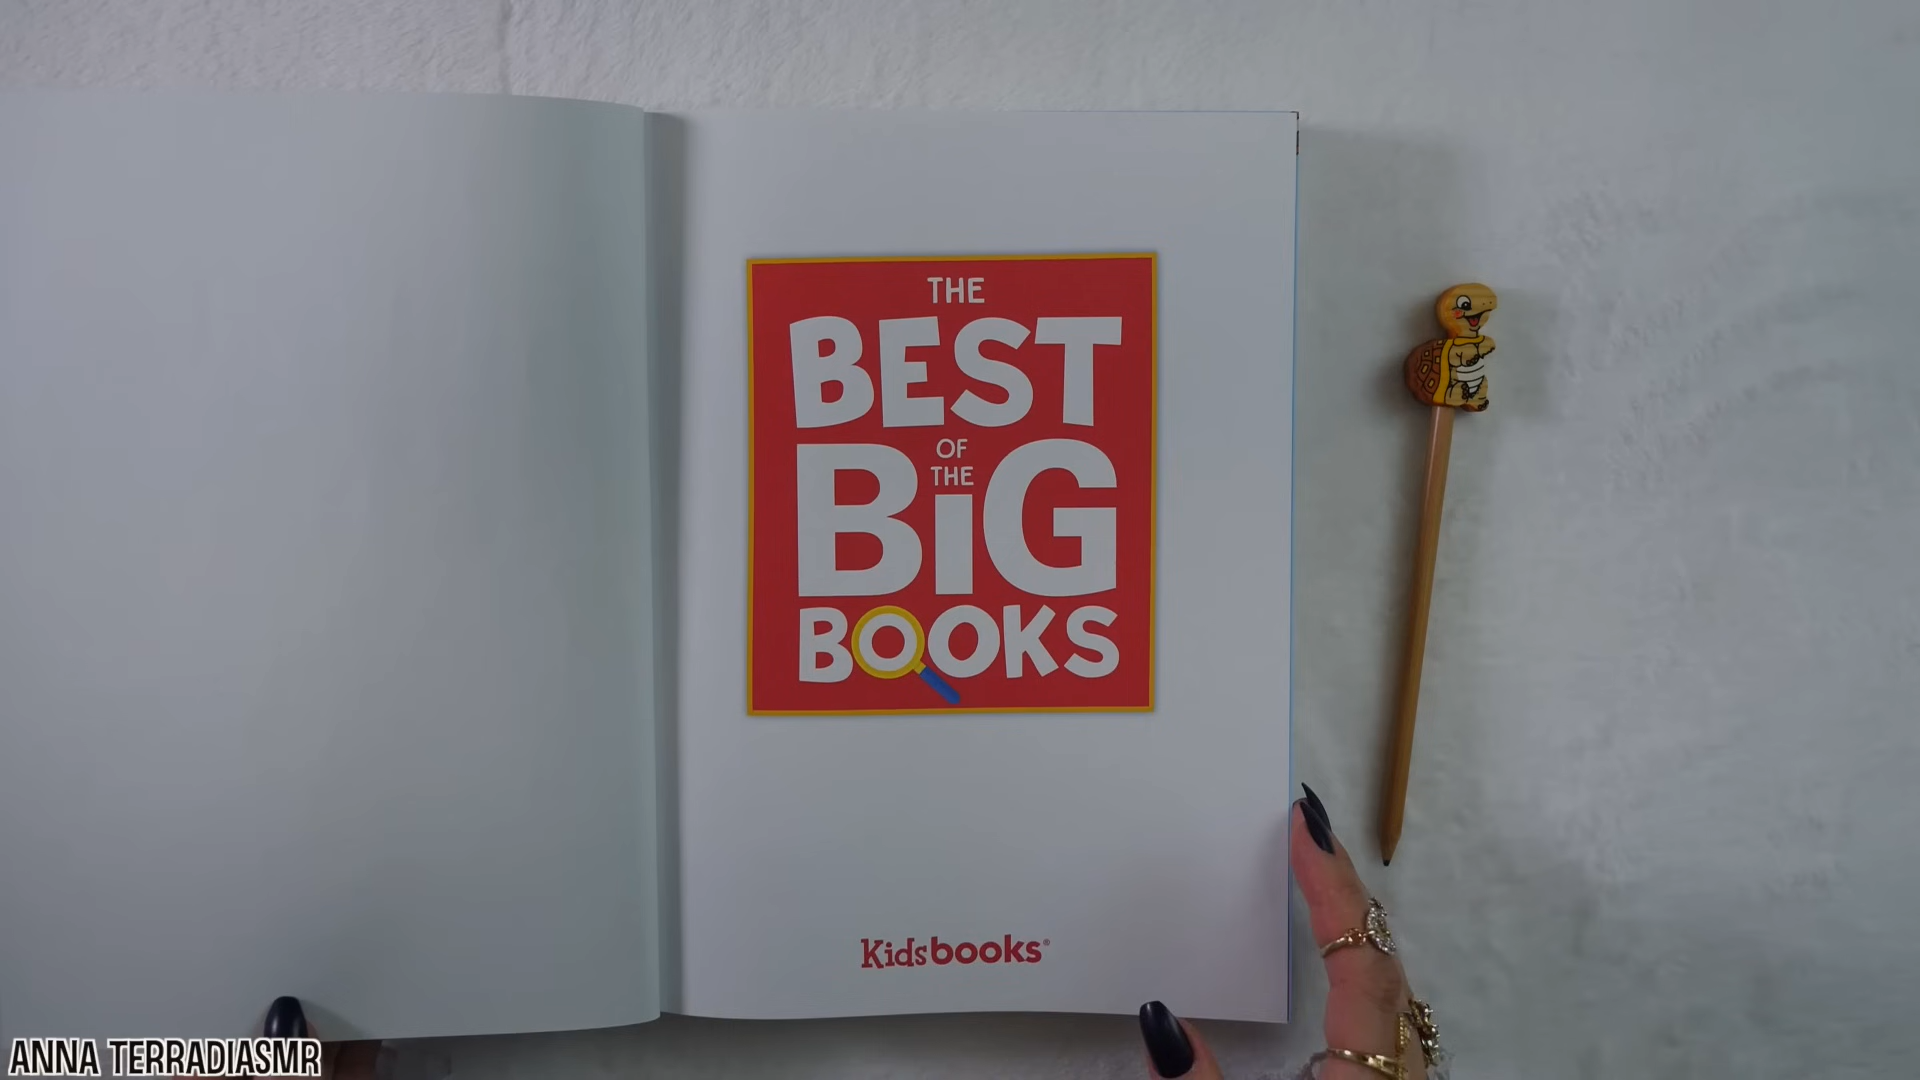 THE
BEST
OF
THE
BiG
BOOKS
Kidsbooks®
ANNA TERRADIASMR